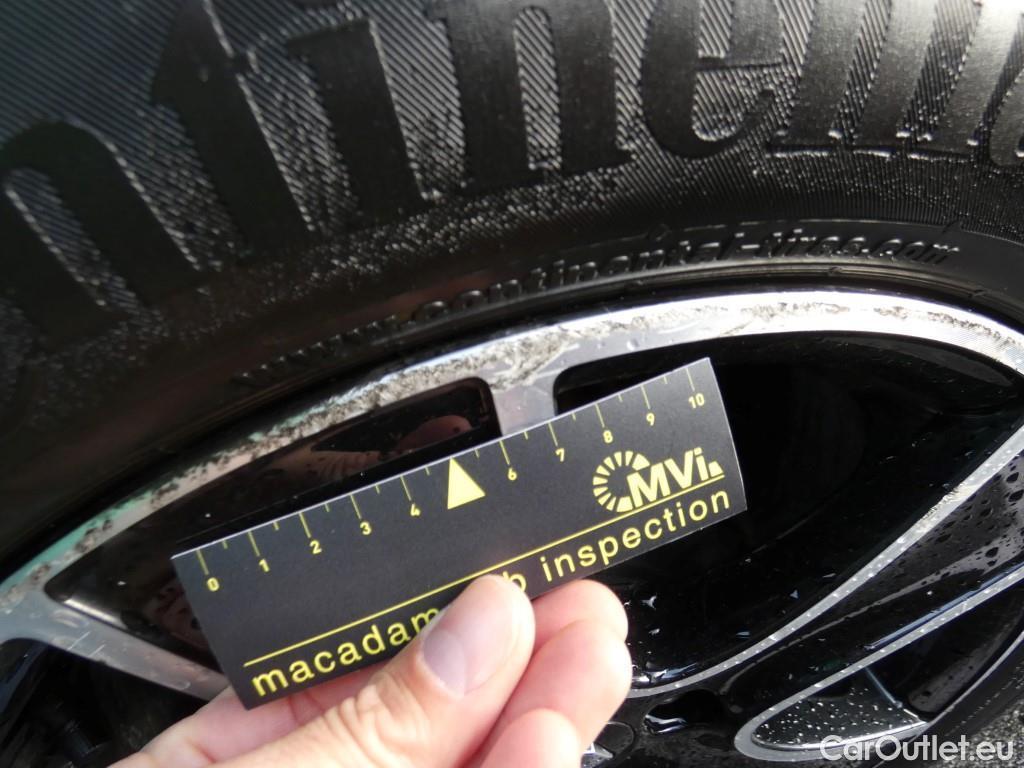 ntinenta
www.continental-tires.com
0 1 2 3 4 6 7 8 9 10
MVi.
macadam b inspection
CarOutlet.eu